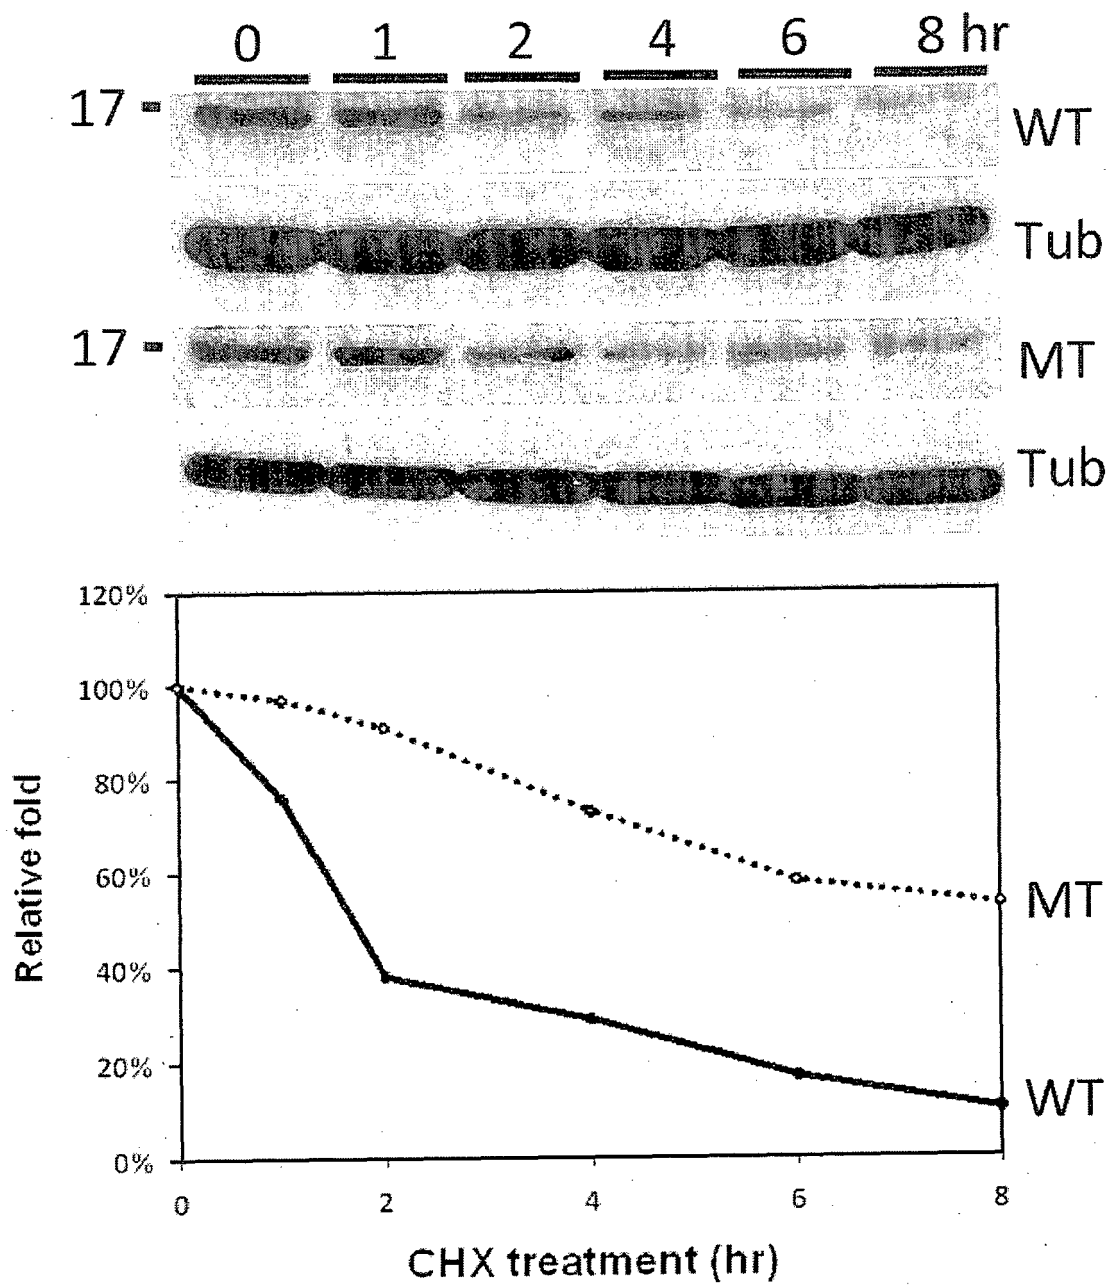 0 1 2 4 6 8 hr
17 WT
Tub
17 MT
Tub
120%
100%
80%
60%
40%
20%
0%
Relative fold
MT
WT
0 2 4 6 8
CHX treatment (hr)